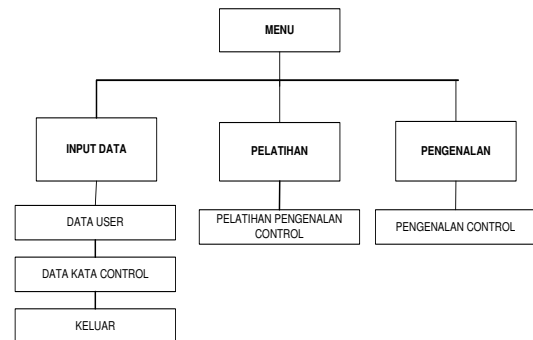 MENU
INPUT DATA
PELATIHAN
PENGENALAN
DATA USER
PELATIHAN PENGENALAN
CONTROL
PENGENALAN CONTROL
DATA KATA CONTROL
KELUAR